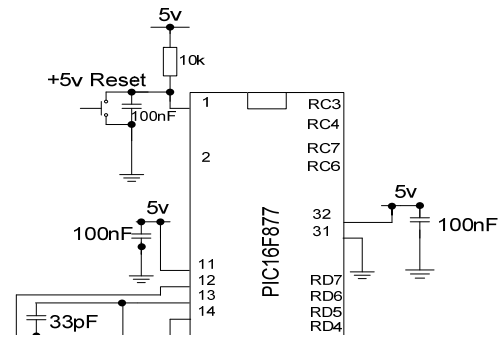 5v
10k
+5v Reset
100nF
1
2
RC3
RC4
RC7
RC6
PIC16F877
5v
100nF
5v
100nF
32
31
11
12
13
14
RD7
RD6
RD5
RD4
33pF